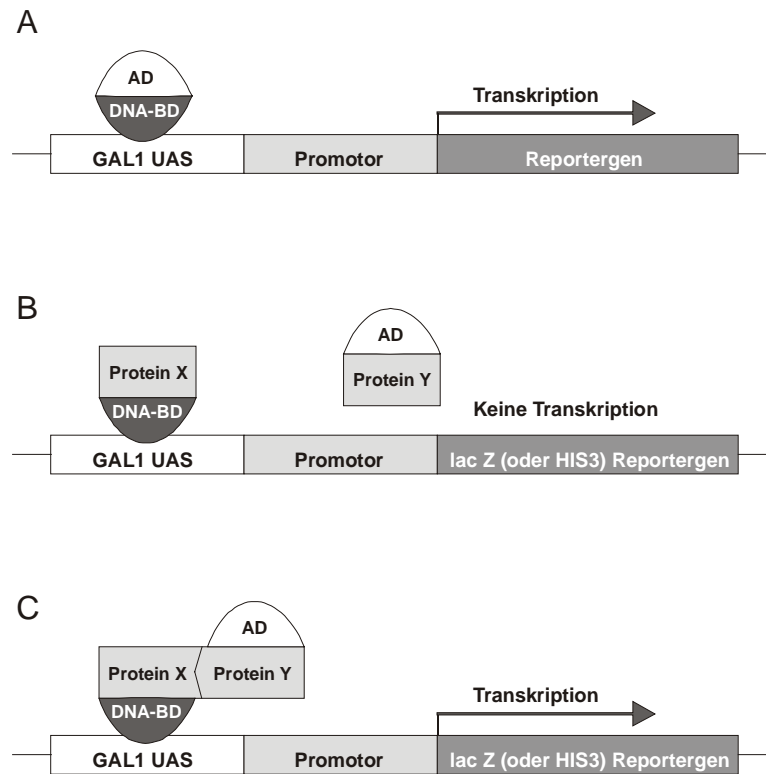 A
AD
DNA-BD
Transkription
GAL1 UAS Promotor Reportergen
B
AD
Protein X
Protein Y
DNA-BD
Keine Transkription
GAL1 UAS Promotor lac Z (oder HIS3) Reportergen
C
AD
Protein X Protein Y
DNA-BD
Transkription
GAL1 UAS Promotor lac Z (oder HIS3) Reportergen